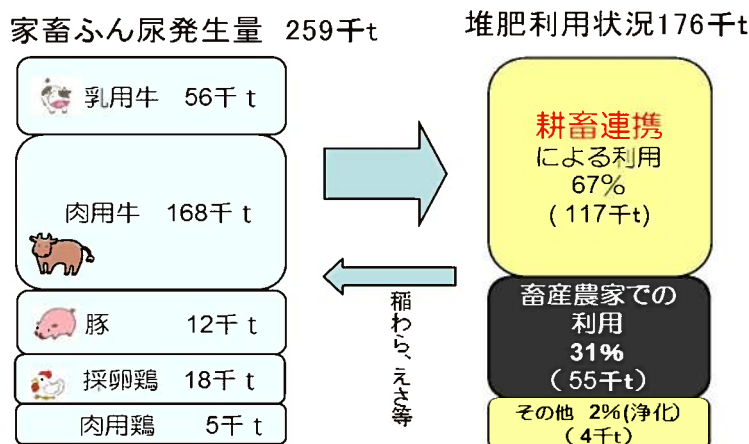 家畜ふん尿発生量 259千t
乳用牛 56千t
肉用牛 168千t
豚 12千t
採卵鶏 18千t
肉用鶏 5千t
稲わら、えさ等
堆肥利用状況176千t
耕畜連携
による利用
67%
(117千t)
畜産農家での
利用
31%
(55千t)
その他 2%(浄化)
(4千t)